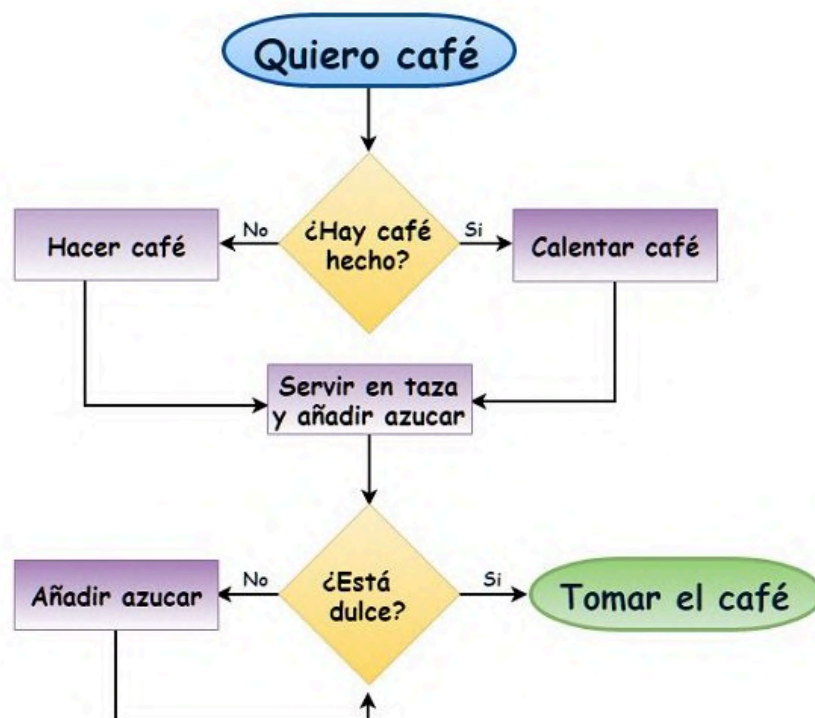 Quiero café
No
¿Hay café
hecho?
Si
Hacer café
Calentar café
Servir en taza
y añadir azucar
Añadir azucar
No
¿Está
dulce?
Si
Tomar el café